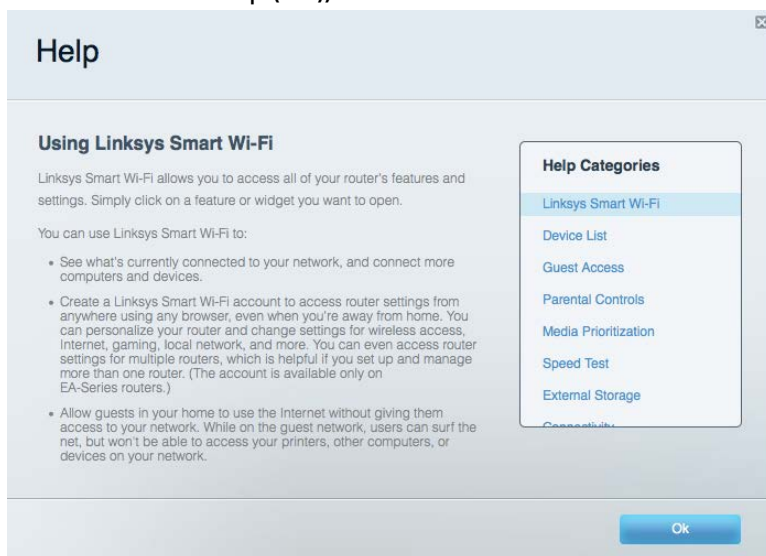 Help
Using Linksys Smart Wi-Fi
Linksys Smart Wi-Fi allows you to access all of your router's features and
settings. Simply click on a feature or widget you want to open.
You can use Linksys Smart Wi-Fi to:
• See what's currently connected to your network, and connect more
computers and devices.
• Create a Linksys Smart Wi-Fi account to access router settings from
anywhere using any browser, even when you're away from home. You
can personalize your router and change settings for wireless access,
Internet, gaming, local network, and more. You can even access router
settings for multiple routers, which is helpful if you set up and manage
more than one router. (The account is available only on
EA-Series routers.)
• Allow guests in your home to use the Internet without giving them
access to your network. While on the guest network, users can surf the
net, but won't be able to access your printers, other computers, or
devices on your network.
Help Categories
Linksys Smart Wi-Fi
Device List
Guest Access
Parental Controls
Media Prioritization
Speed Test
External Storage
Connectivity
Ok